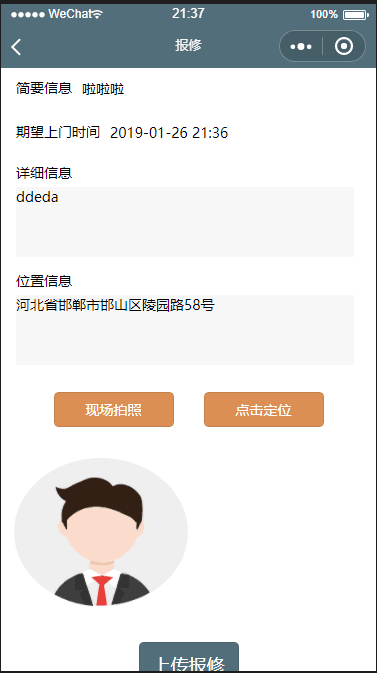 ●●●●● WeChat 21:37 100%
报修
简要信息 啦啦啦
期望上门时间 2019-01-26 21:36
详细信息
ddeda
位置信息
河北省邯郸市邯山区陵园路58号
现场拍照 点击定位
上传报修